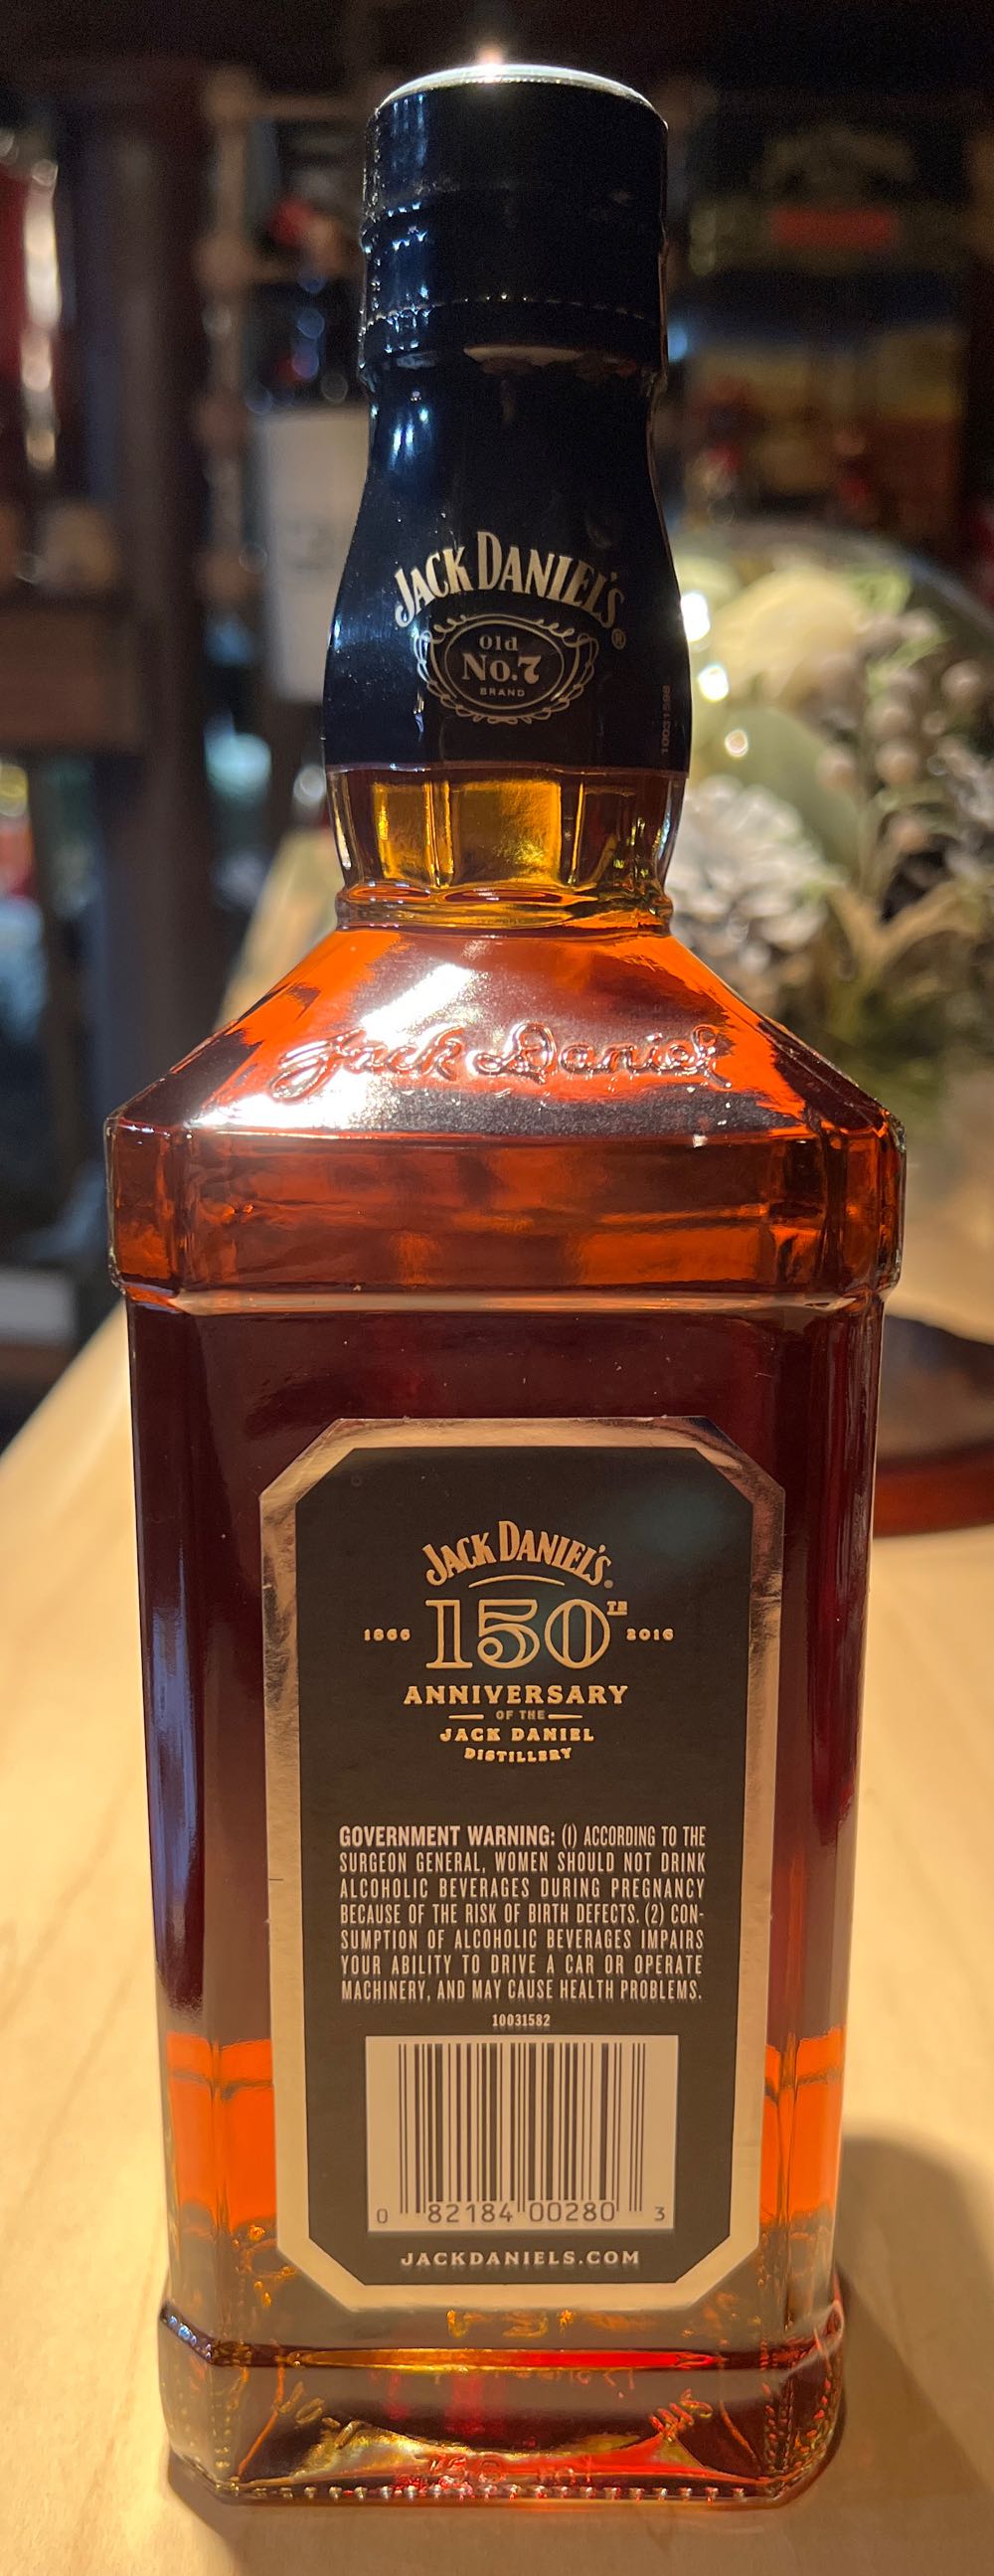 JACK DANIEL'S®
Old
No.7
BRAND
10031596
Jack Daniel
JACK DANIEL'S®
1866 150TH 2016
ANNIVERSARY
OF THE
JACK DANIEL
DISTILLERY
GOVERNMENT WARNING: (1) ACCORDING TO THE
SURGEON GENERAL, WOMEN SHOULD NOT DRINK
ALCOHOLIC BEVERAGES DURING PREGNANCY
BECAUSE OF THE RISK OF BIRTH DEFECTS. (2) CON-
SUMPTION OF ALCOHOLIC BEVERAGES IMPAIRS
YOUR ABILITY TO DRIVE A CAR OR OPERATE
MACHINERY, AND MAY CAUSE HEALTH PROBLEMS.
10031582
0 82184 00280 3
JACKDANIELS.COM